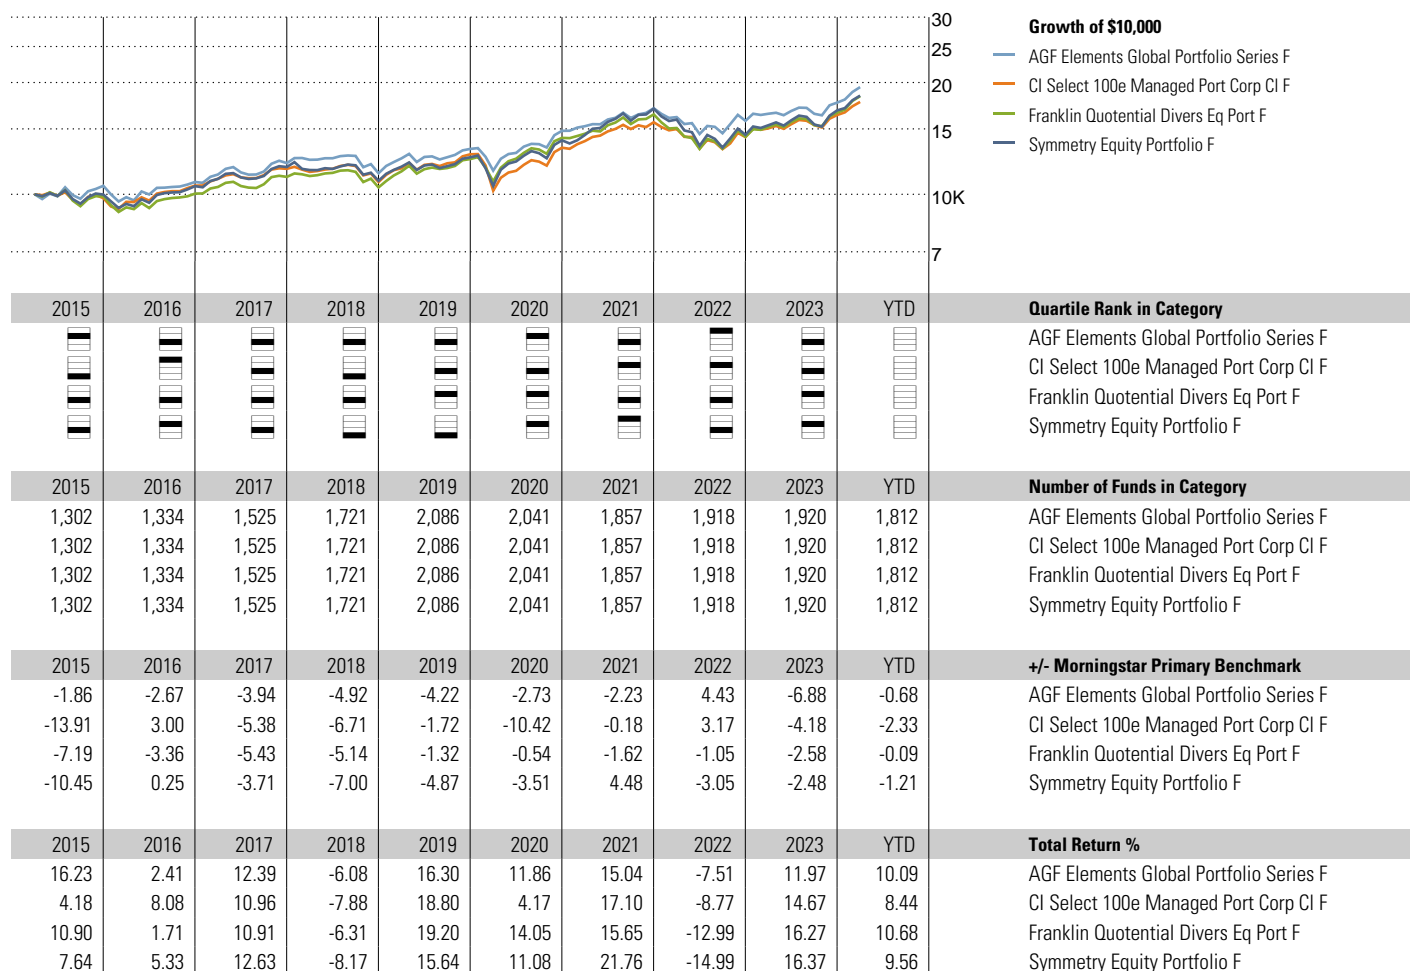 30
Growth of $10,000
25
AGF Elements Global Portfolio Series F
20
CI Select 100e Managed Port Corp Cl F
Franklin Quotential Divers Eq Port F
15
Symmetry Equity Portfolio F
10K
7
2015 2016 2017 2018 2019 2020 2021 2022 2023 YTD Quartile Rank in Category
AGF Elements Global Portfolio Series F
CI Select 100e Managed Port Corp Cl F
Franklin Quotential Divers Eq Port F
Symmetry Equity Portfolio F
2015 2016 2017 2018 2019 2020 2021 2022 2023 YTD Number of Funds in Category
1,302 1,334 1,525 1,721 2,086 2,041 1,857 1,918 1,920 1,812 AGF Elements Global Portfolio Series F
1,302 1,334 1,525 1,721 2,086 2,041 1,857 1,918 1,920 1,812 CI Select 100e Managed Port Corp Cl F
1,302 1,334 1,525 1,721 2,086 2,041 1,857 1,918 1,920 1,812 Franklin Quotential Divers Eq Port F
1,302 1,334 1,525 1,721 2,086 2,041 1,857 1,918 1,920 1,812 Symmetry Equity Portfolio F
2015 2016 2017 2018 2019 2020 2021 2022 2023 YTD +/- Morningstar Primary Benchmark
-1.86 -2.67 -3.94 -4.92 -4.22 -2.73 -2.23 4.43 -6.88 -0.68 AGF Elements Global Portfolio Series F
-13.91 3.00 -5.38 -6.71 -1.72 -10.42 -0.18 3.17 -4.18 -2.33 CI Select 100e Managed Port Corp Cl F
-7.19 -3.36 -5.43 -5.14 -1.32 -0.54 -1.62 -1.05 -2.58 -0.09 Franklin Quotential Divers Eq Port F
-10.45 0.25 -3.71 -7.00 -4.87 -3.51 4.48 -3.05 -2.48 -1.21 Symmetry Equity Portfolio F
2015 2016 2017 2018 2019 2020 2021 2022 2023 YTD Total Return %
16.23 2.41 12.39 -6.08 16.30 11.86 15.04 -7.51 11.97 10.09 AGF Elements Global Portfolio Series F
4.18 8.08 10.96 -7.88 18.80 4.17 17.10 -8.77 14.67 8.44 CI Select 100e Managed Port Corp Cl F
10.90 1.71 10.91 -6.31 19.20 14.05 15.65 -12.99 16.27 10.68 Franklin Quotential Divers Eq Port F
7.64 5.33 12.63 -8.17 15.64 11.08 21.76 -14.99 16.37 9.56 Symmetry Equity Portfolio F